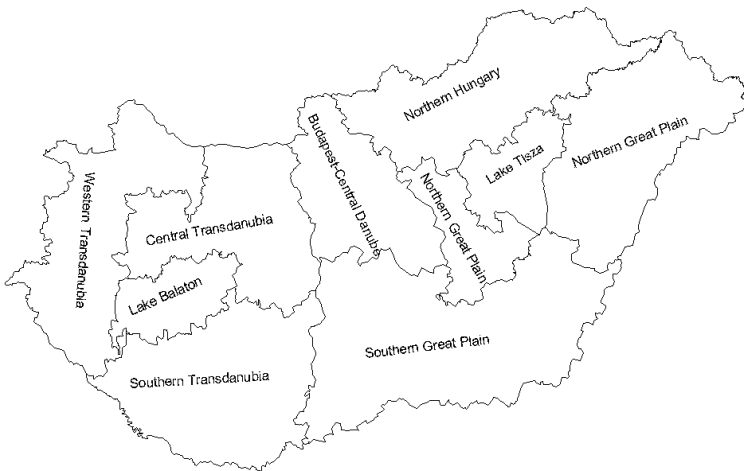 Northern Hungary
Budapest-Central Danube
Northern Great Plain
Lake Tisza
Western Transdanubia
Northern Great Plain
Central Transdanubia
Lake Balaton
Southern Great Plain
Southern Transdanubia